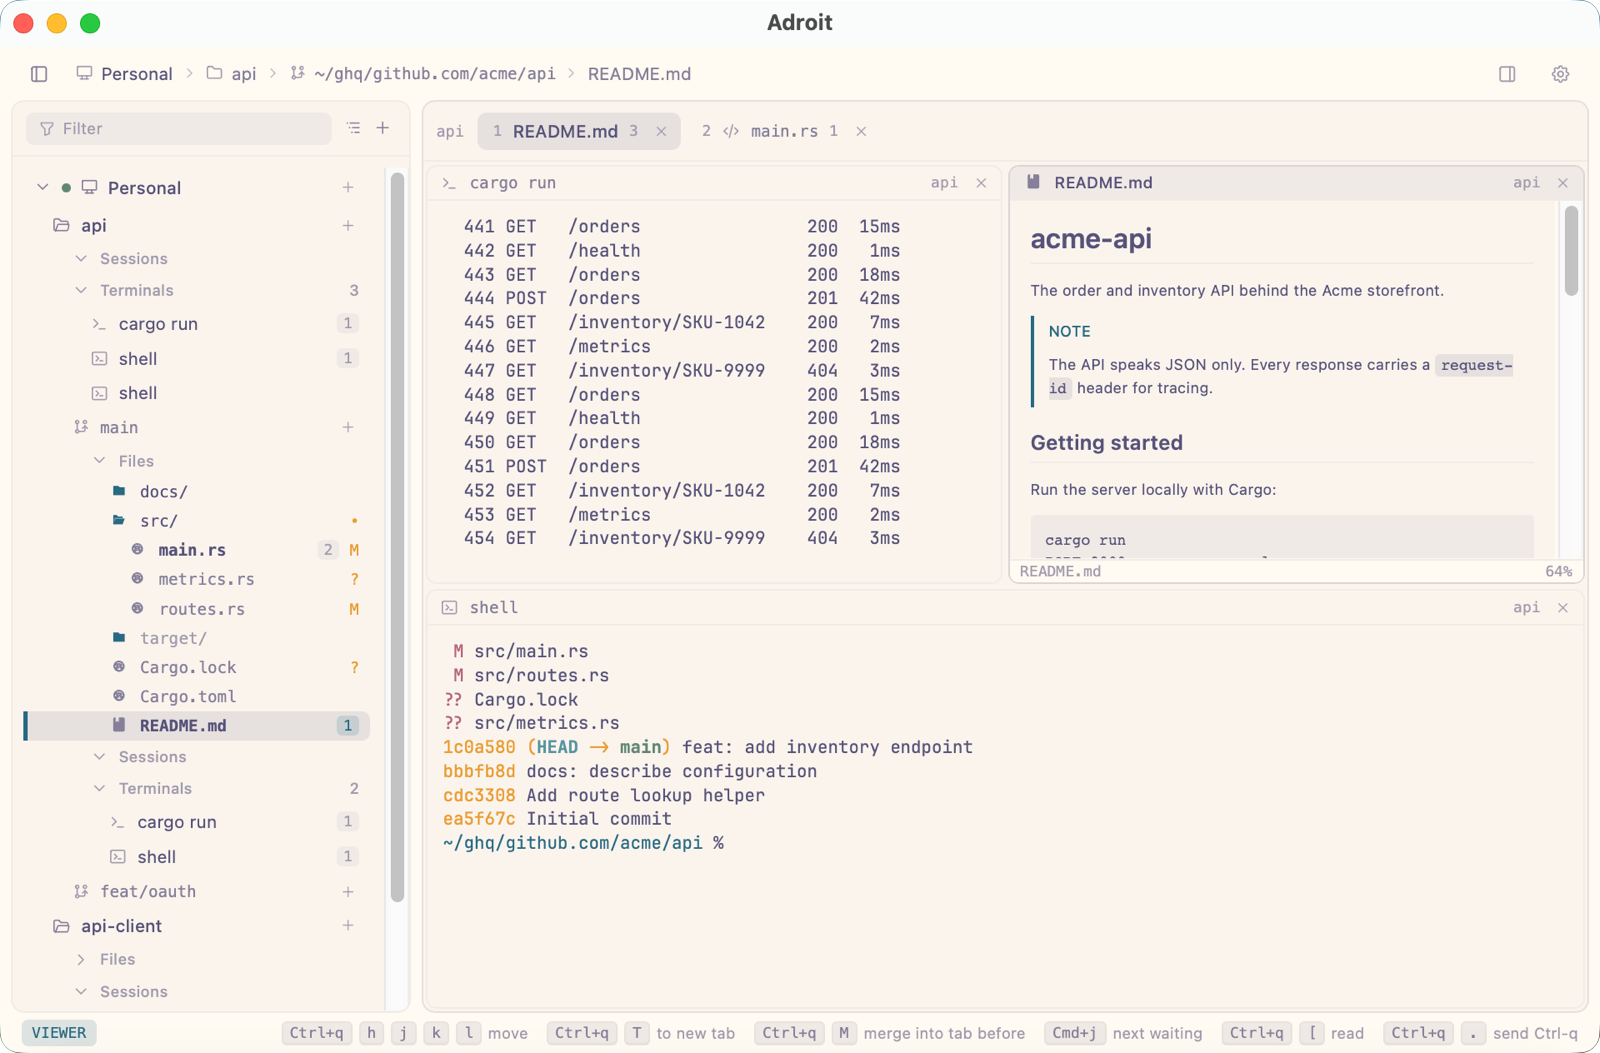 Adroit
Personal > api > ~/ghq/github.com/acme/api > README.md
Filter
Personal
api
Sessions
Terminals 3
cargo run 1
shell 1
shell
main
Files
docs/
src/
main.rs 2 M
metrics.rs ?
routes.rs M
target/
Cargo.lock ?
Cargo.toml
README.md 1
Sessions
Terminals 2
cargo run 1
shell 1
feat/oauth
api-client
Files
Sessions
api 1 README.md 3 × 2 </> main.rs 1 ×
cargo run api ×
441 GET /orders 200 15ms
442 GET /health 200 1ms
443 GET /orders 200 18ms
444 POST /orders 201 42ms
445 GET /inventory/SKU-1042 200 7ms
446 GET /metrics 200 2ms
447 GET /inventory/SKU-9999 404 3ms
448 GET /orders 200 15ms
449 GET /health 200 1ms
450 GET /orders 200 18ms
451 POST /orders 201 42ms
452 GET /inventory/SKU-1042 200 7ms
453 GET /metrics 200 2ms
454 GET /inventory/SKU-9999 404 3ms
README.md api ×
acme-api
The order and inventory API behind the Acme storefront.
NOTE
The API speaks JSON only. Every response carries a request-
id header for tracing.
Getting started
Run the server locally with Cargo:
cargo run
README.md 64%
shell api ×
M src/main.rs
M src/routes.rs
?? Cargo.lock
?? src/metrics.rs
1c0a580 (HEAD -> main) feat: add inventory endpoint
bbbfb8d docs: describe configuration
cdc3308 Add route lookup helper
ea5f67c Initial commit
~/ghq/github.com/acme/api %
VIEWER Ctrl+q h j k l move Ctrl+q T to new tab Ctrl+q M merge into tab before Cmd+j next waiting Ctrl+q [ read Ctrl+q . send Ctrl-q